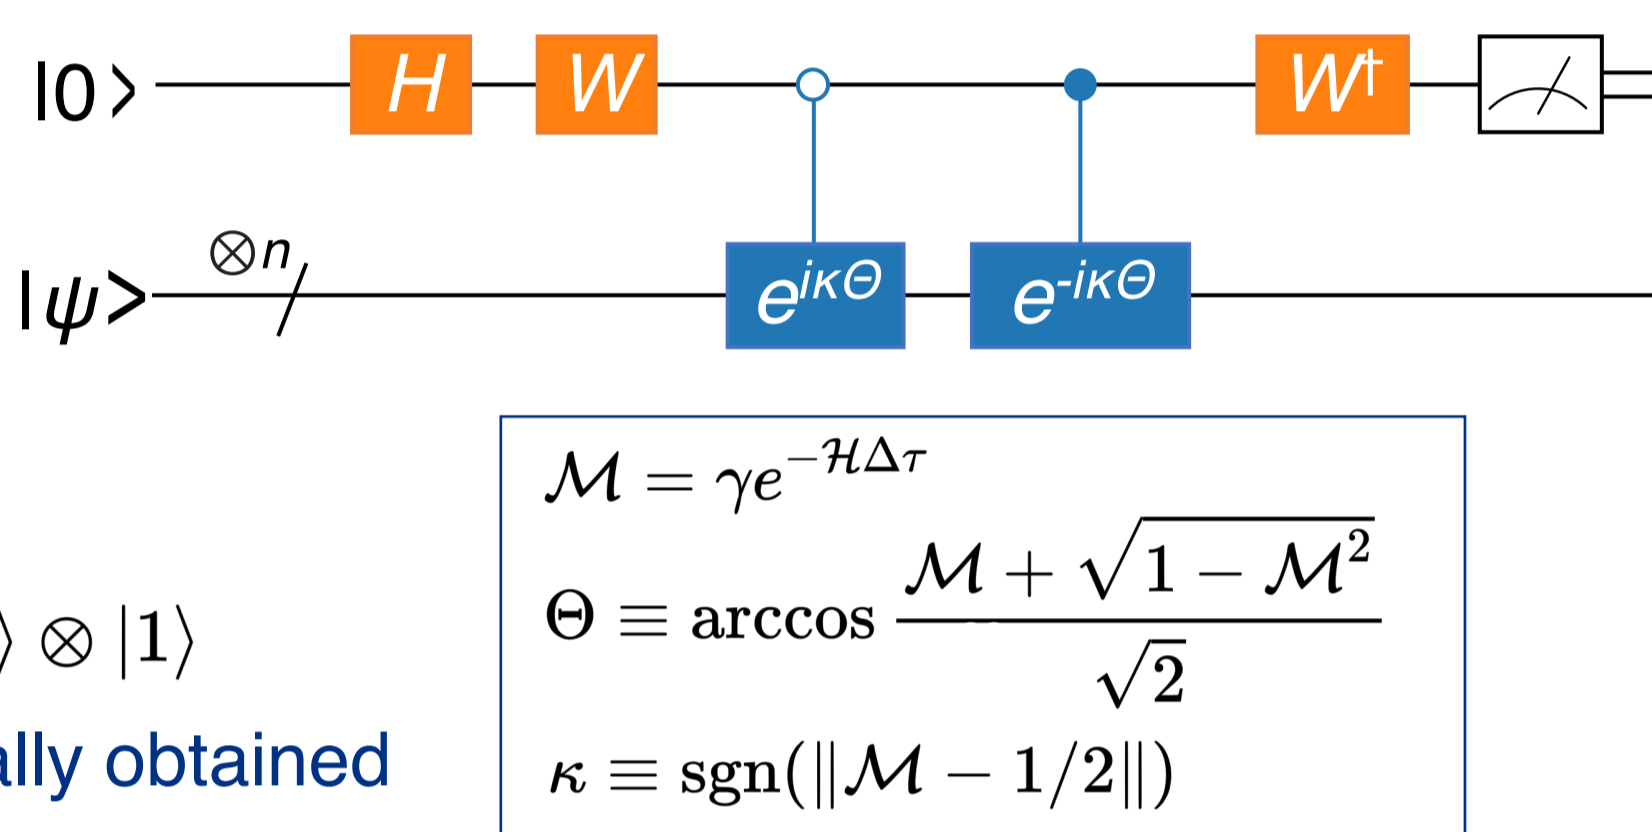 |0⟩ H W W†
⊗n
|ψ> e^{iκΘ} e^{-iκΘ}
ℳ = γe^{−ℋΔτ}
Θ ≡ arccos (ℳ + √(1 − ℳ²)) / √2
⟩ ⊗ |1⟩
ally obtained
κ ≡ sgn(‖ℳ − 1/2‖)